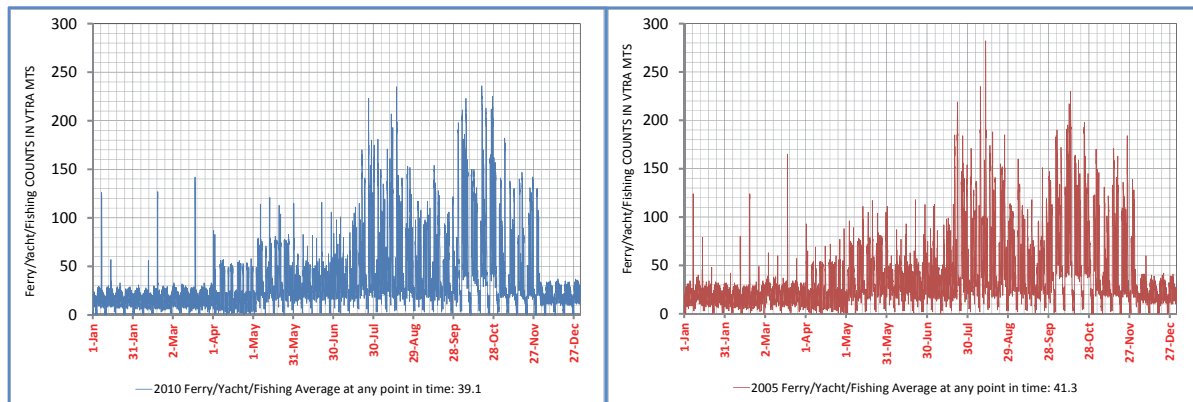 Ferry/Yacht/Fishing COUNTS IN VTRA MTS
300
250
200
150
100
50
0
1-Jan
31-Jan
2-Mar
1-Apr
1-May
31-May
30-Jun
30-Jul
29-Aug
28-Sep
28-Oct
27-Nov
27-Dec
2010 Ferry/Yacht/Fishing Average at any point in time: 39.1
Ferry/Yacht/Fishing COUNTS IN VTRA MTS
300
250
200
150
100
50
0
1-Jan
31-Jan
2-Mar
1-Apr
1-May
31-May
30-Jun
30-Jul
29-Aug
28-Sep
28-Oct
27-Nov
27-Dec
2005 Ferry/Yacht/Fishing Average at any point in time: 41.3